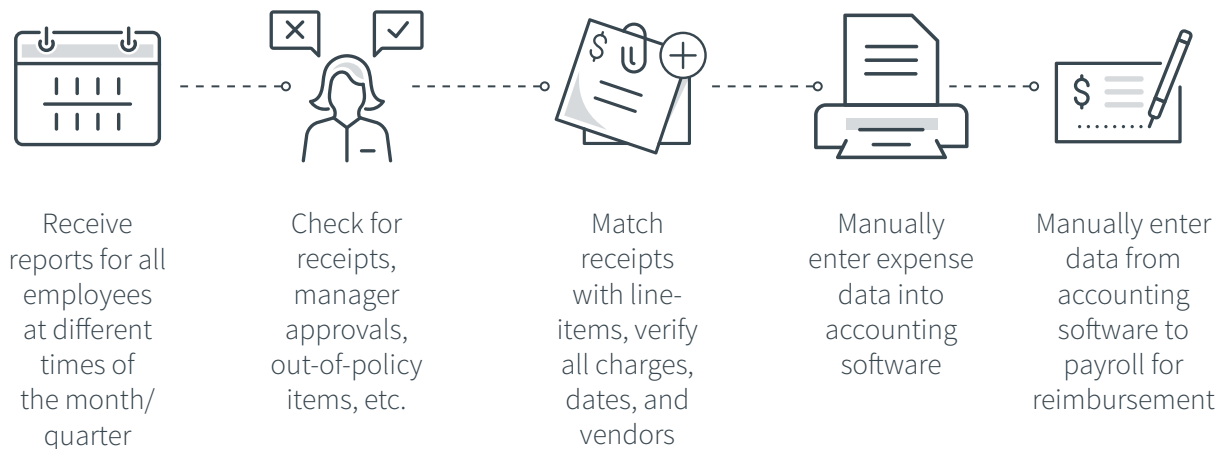 $
$
Receive
reports for all
employees
at different
times of
the month/
quarter
Check for
receipts,
manager
approvals,
out-of-policy
items, etc.
Match
receipts
with line-
items, verify
all charges,
dates, and
vendors
Manually
enter expense
data into
accounting
software
Manually enter
data from
accounting
software to
payroll for
reimbursement